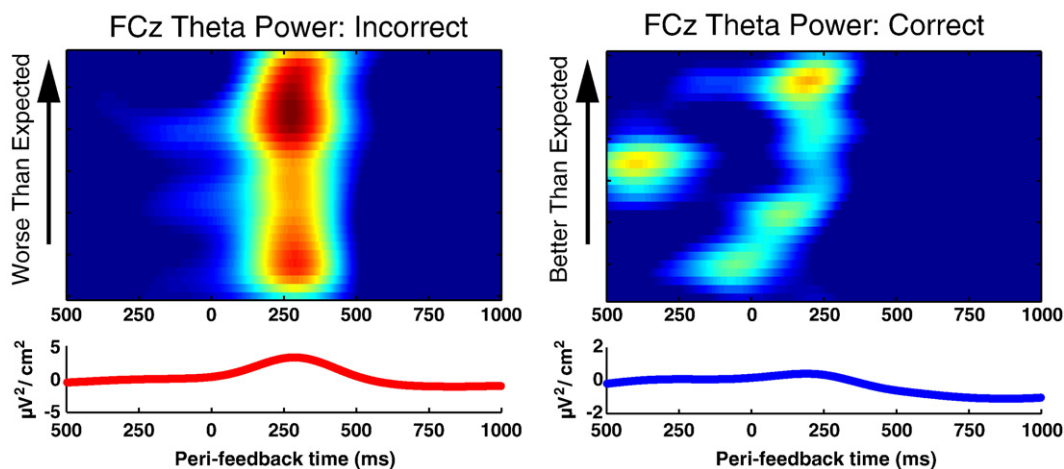 FCz Theta Power: Incorrect
Worse Than Expected
500 250 0 250 500 750 1000
µV²/ cm²
5
0
-5
500 250 0 250 500 750 1000
Peri-feedback time (ms)
FCz Theta Power: Correct
Better Than Expected
500 250 0 250 500 750 1000
µV²/ cm²
2
0
-2
500 250 0 250 500 750 1000
Peri-feedback time (ms)